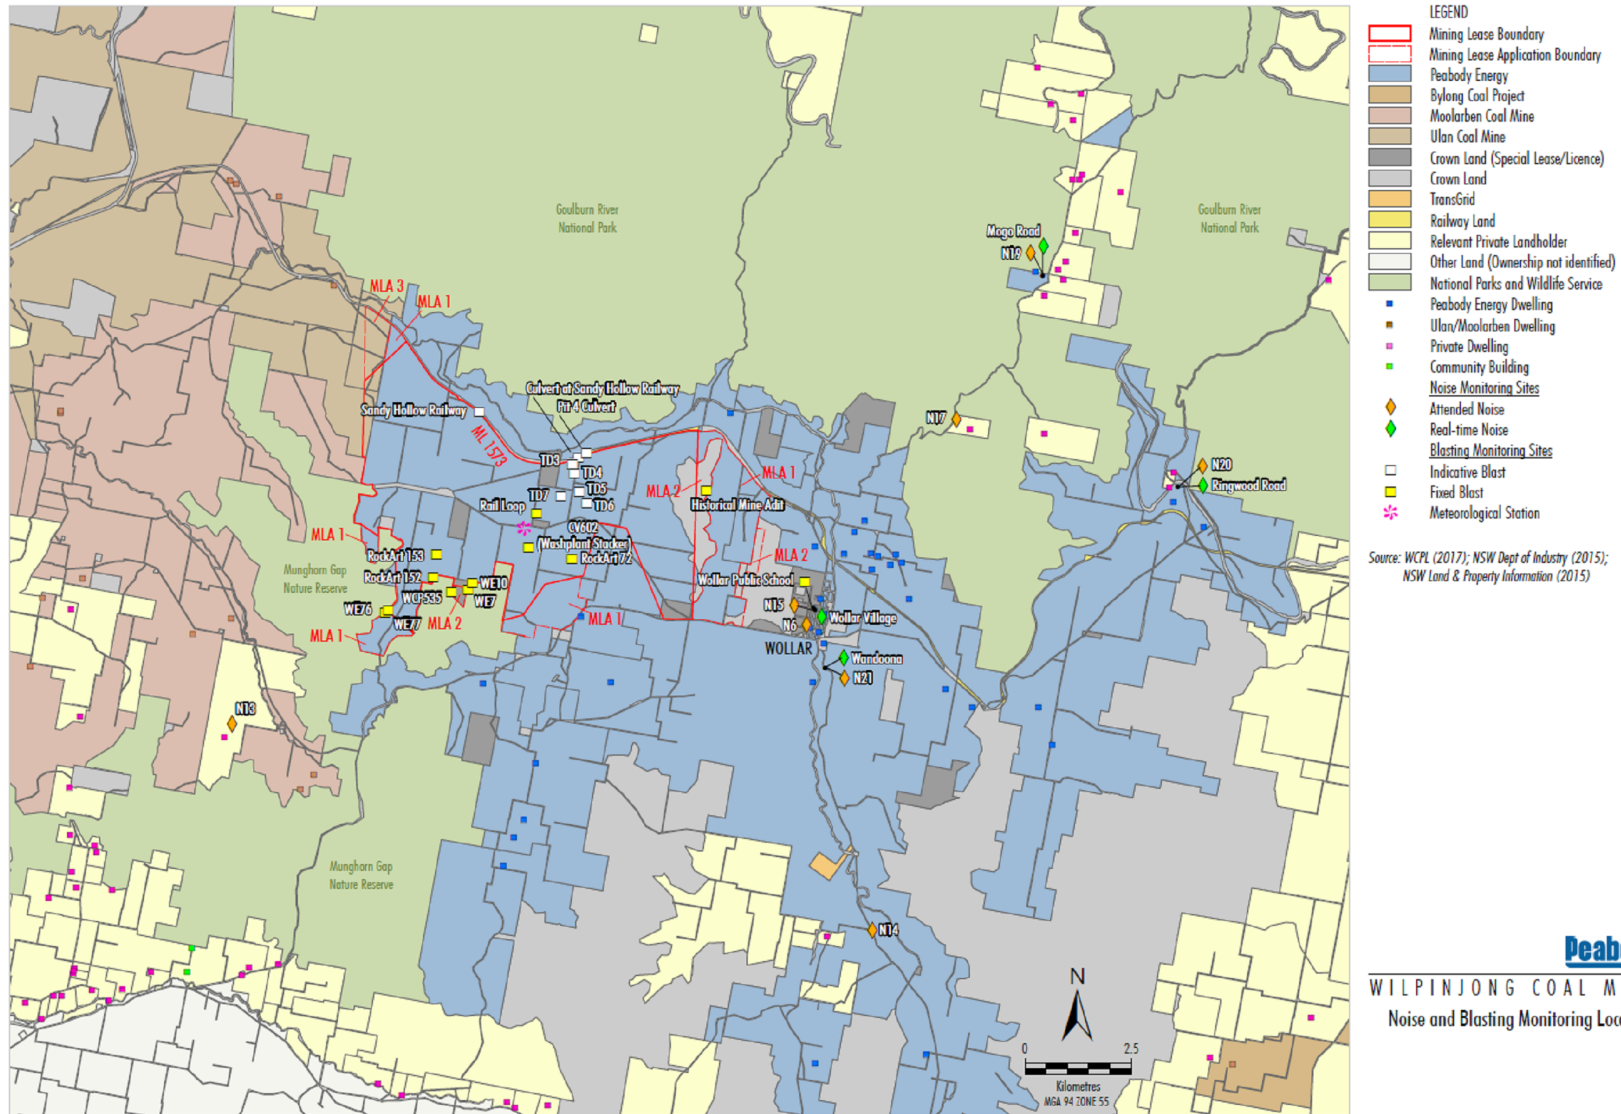 LEGEND
Mining Lease Boundary
Mining Lease Application Boundary
Peabody Energy
Bylong Coal Project
Moolarben Coal Mine
Ulan Coal Mine
Crown Land (Special Lease/Licence)
Crown Land
TransGrid
Railway Land
Relevant Private Landholder
Other Land (Ownership not identified)
National Parks and Wildlife Service
Peabody Energy Dwelling
Ulan/Moolarben Dwelling
Private Dwelling
Community Building
Noise Monitoring Sites
Attended Noise
Real-time Noise
Blasting Monitoring Sites
Indicative Blast
Fixed Blast
Meteorological Station
Source: WCPL (2017); NSW Dept of Industry (2015);
NSW Land & Property Information (2015)
Goulburn River
National Park
Goulburn River
National Park
Mogo Road
N19
MLA 3
MLA 1
Culvert at Sandy Hollow Railway
Pit 4 Culvert
Sandy Hollow Railway
ML 1573
N17
TD3
TD4
TD5
TD7
TD6
Rail Loop
MLA 2
MLA 1
Historical Mine Adit
N20
Ringwood Road
CV602
(Washplant Stacker)
RockArt 72
MLA 1
RockArt 153
MLA 2
Munghorn Gap
Nature Reserve
RockArt 152
WE10
WE7
WCP535
WE76
WE77
MLA 2
MLA 1
MLA 1
Wollar Public School
N15
N6
Wollar Village
WOLLAR
Wandoona
N21
N13
Munghorn Gap
Nature Reserve
N14
N
0
2.5
Kilometres
MGA 94 ZONE 55
Peab
WILPINJONG COAL M
Noise and Blasting Monitoring Loc